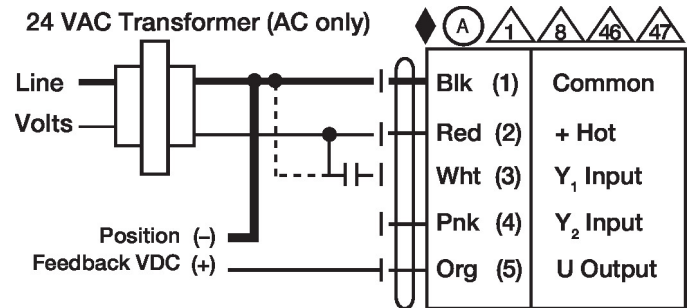 24 VAC Transformer (AC only)
A 1 8 46 47
Line
Volts
Blk (1) Common
Red (2) + Hot
Wht (3) Y₁ Input
Pnk (4) Y₂ Input
Org (5) U Output
Position (–)
Feedback VDC (+)